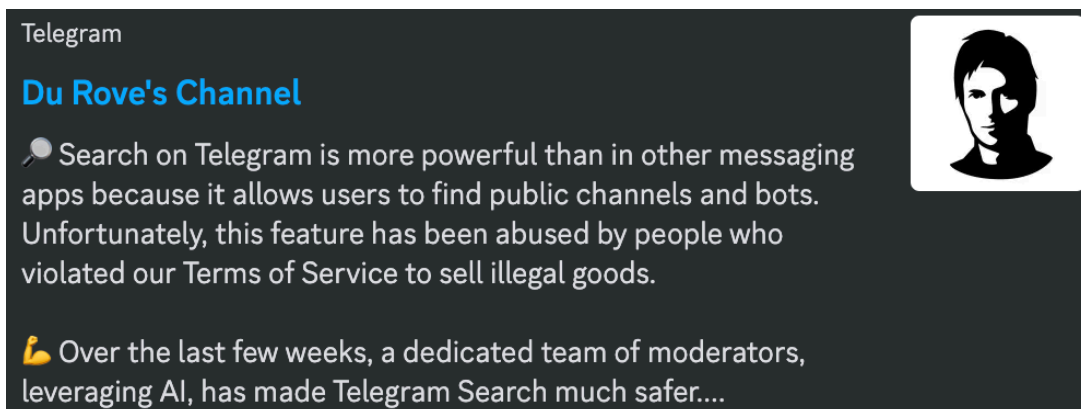 Telegram
Du Rove's Channel
🔎 Search on Telegram is more powerful than in other messaging
apps because it allows users to find public channels and bots.
Unfortunately, this feature has been abused by people who
violated our Terms of Service to sell illegal goods.
💪 Over the last few weeks, a dedicated team of moderators,
leveraging AI, has made Telegram Search much safer....